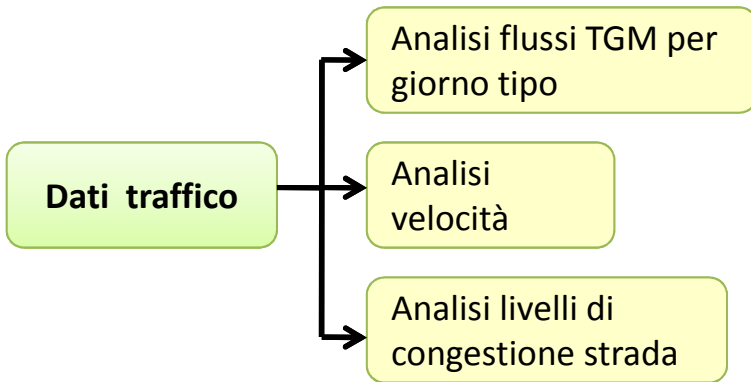 Analisi flussi TGM per
giorno tipo
Dati traffico
Analisi
velocità
Analisi livelli di
congestione strada